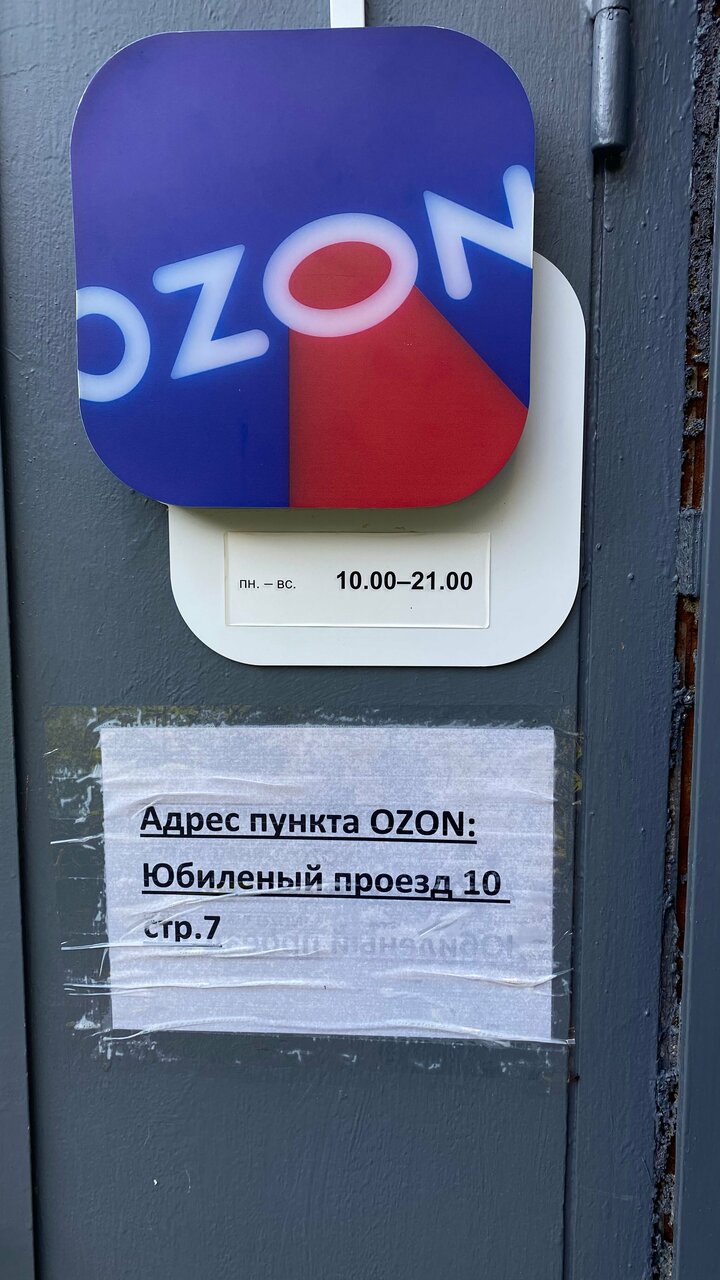 OZON
пн. – вс. 10.00–21.00
Адрес пункта OZON:
Юбиленый проезд 10
стр.7